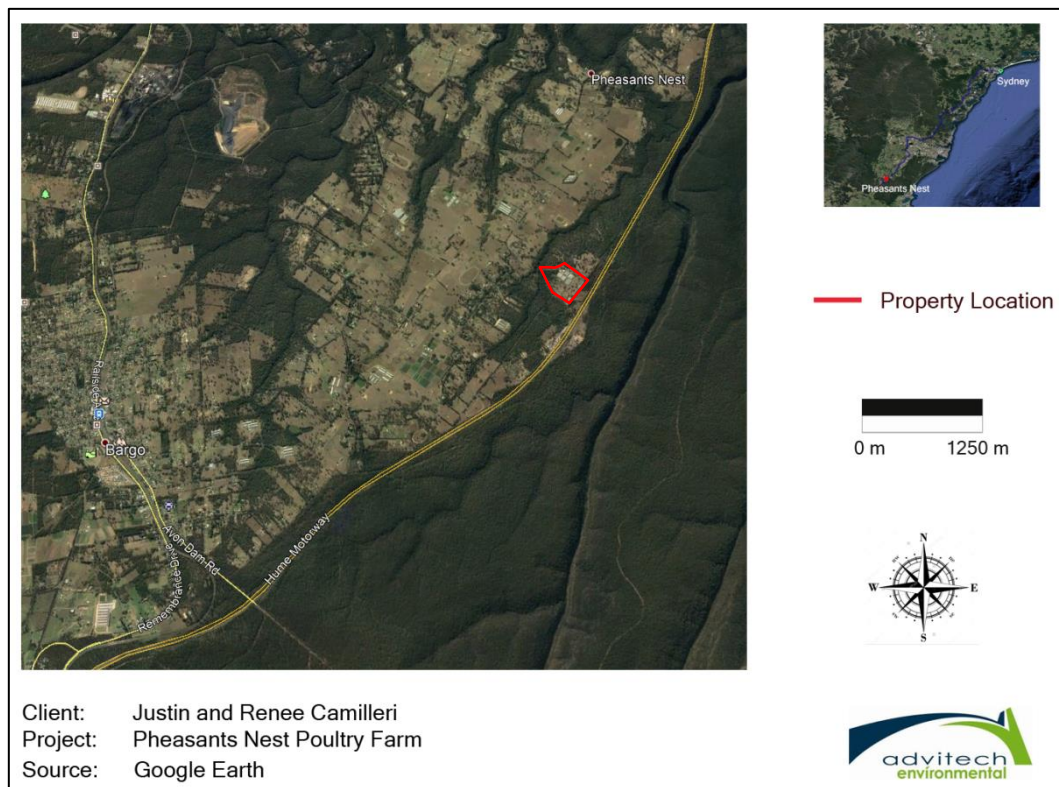 Pheasants Nest
Bargo
Avon Dam Rd
Remembrance Drive
Hume Motorway
Sydney
Pheasants Nest
Property Location
0 m 1250 m
N
W E
S
Client: Justin and Renee Camilleri
Project: Pheasants Nest Poultry Farm
Source: Google Earth
advitech
environmental